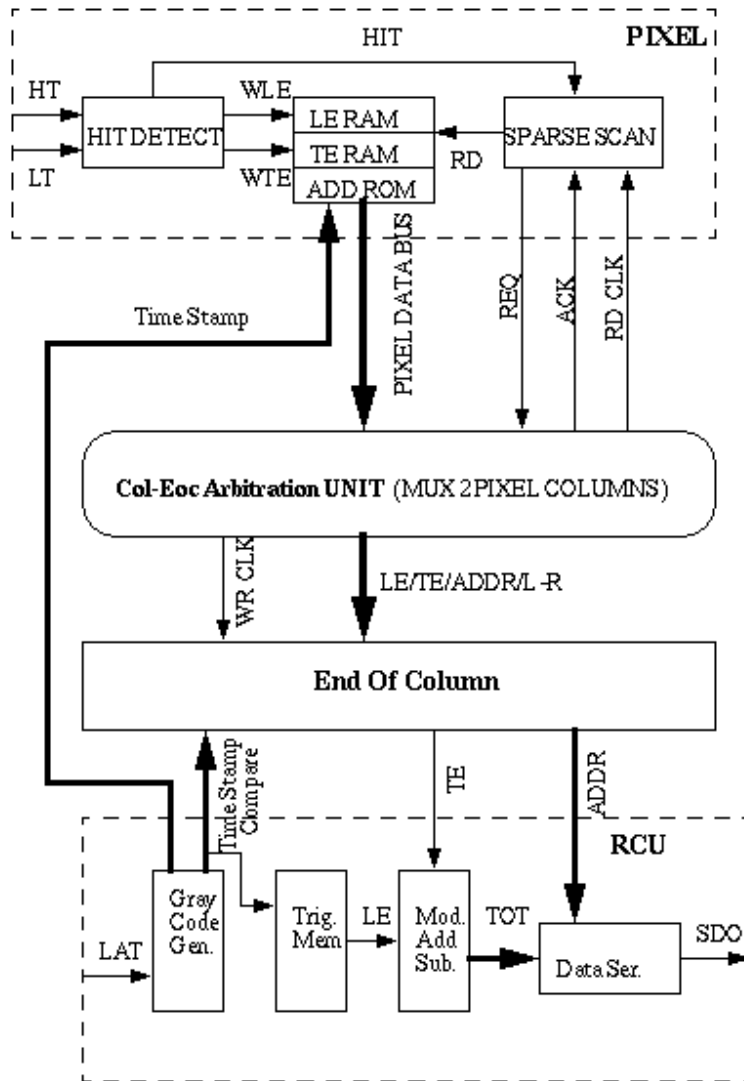 HIT
PIXEL
HT
WLE
LE RAM
HIT DETECT
SPARSE SCAN
TE RAM
RD
LT
WTE
ADD ROM
PIXEL DATA BUS
REQ
ACK
RD CLK
Time Stamp
Col-Eoc Arbitration UNIT (MUX 2 PIXEL COLUMNS)
WR CLK
LE/TE/ADDR/L -R
End Of Column
Time Stamp
Compare
TE
ADDR
RCU
Gray
Code
Gen.
Trig.
Mem
LE
Mod.
Add
Sub.
TOT
Data Ser.
SDO
LAT